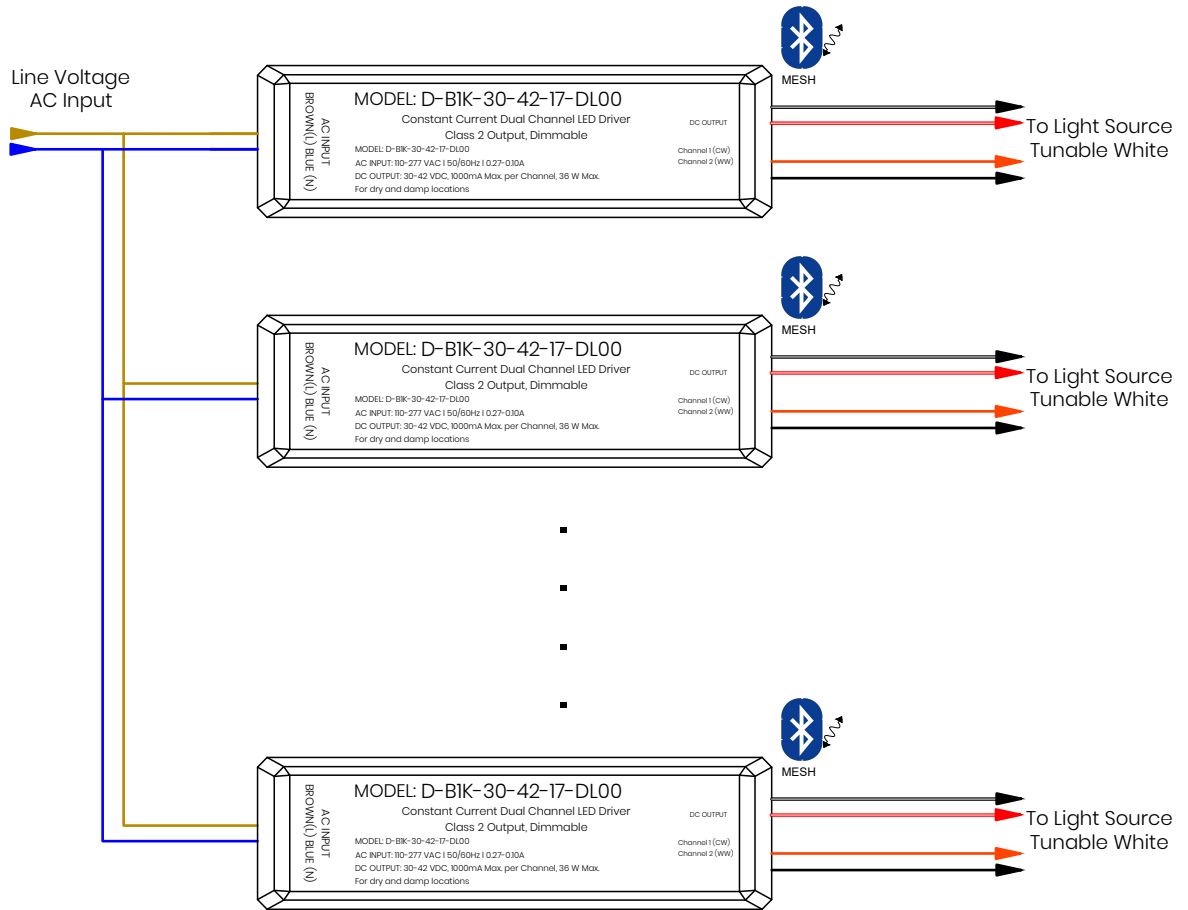 Line Voltage
AC Input
MESH
AC INPUT
BROWN(L) BLUE (N)
MODEL: D-B1K-30-42-17-DL00
Constant Current Dual Channel LED Driver
Class 2 Output, Dimmable
MODEL: D-B1K-30-42-17-DL00
AC INPUT: 110-277 VAC I 50/60Hz I 0.27-0.10A
DC OUTPUT: 30-42 VDC, 1000mA Max. per Channel, 36 W Max.
For dry and damp locations
DC OUTPUT
Channel 1 (CW)
Channel 2 (WW)
To Light Source
Tunable White
MESH
AC INPUT
BROWN(L) BLUE (N)
MODEL: D-B1K-30-42-17-DL00
Constant Current Dual Channel LED Driver
Class 2 Output, Dimmable
MODEL: D-B1K-30-42-17-DL00
AC INPUT: 110-277 VAC I 50/60Hz I 0.27-0.10A
DC OUTPUT: 30-42 VDC, 1000mA Max. per Channel, 36 W Max.
For dry and damp locations
DC OUTPUT
Channel 1 (CW)
Channel 2 (WW)
To Light Source
Tunable White
MESH
AC INPUT
BROWN(L) BLUE (N)
MODEL: D-B1K-30-42-17-DL00
Constant Current Dual Channel LED Driver
Class 2 Output, Dimmable
MODEL: D-B1K-30-42-17-DL00
AC INPUT: 110-277 VAC I 50/60Hz I 0.27-0.10A
DC OUTPUT: 30-42 VDC, 1000mA Max. per Channel, 36 W Max.
For dry and damp locations
DC OUTPUT
Channel 1 (CW)
Channel 2 (WW)
To Light Source
Tunable White